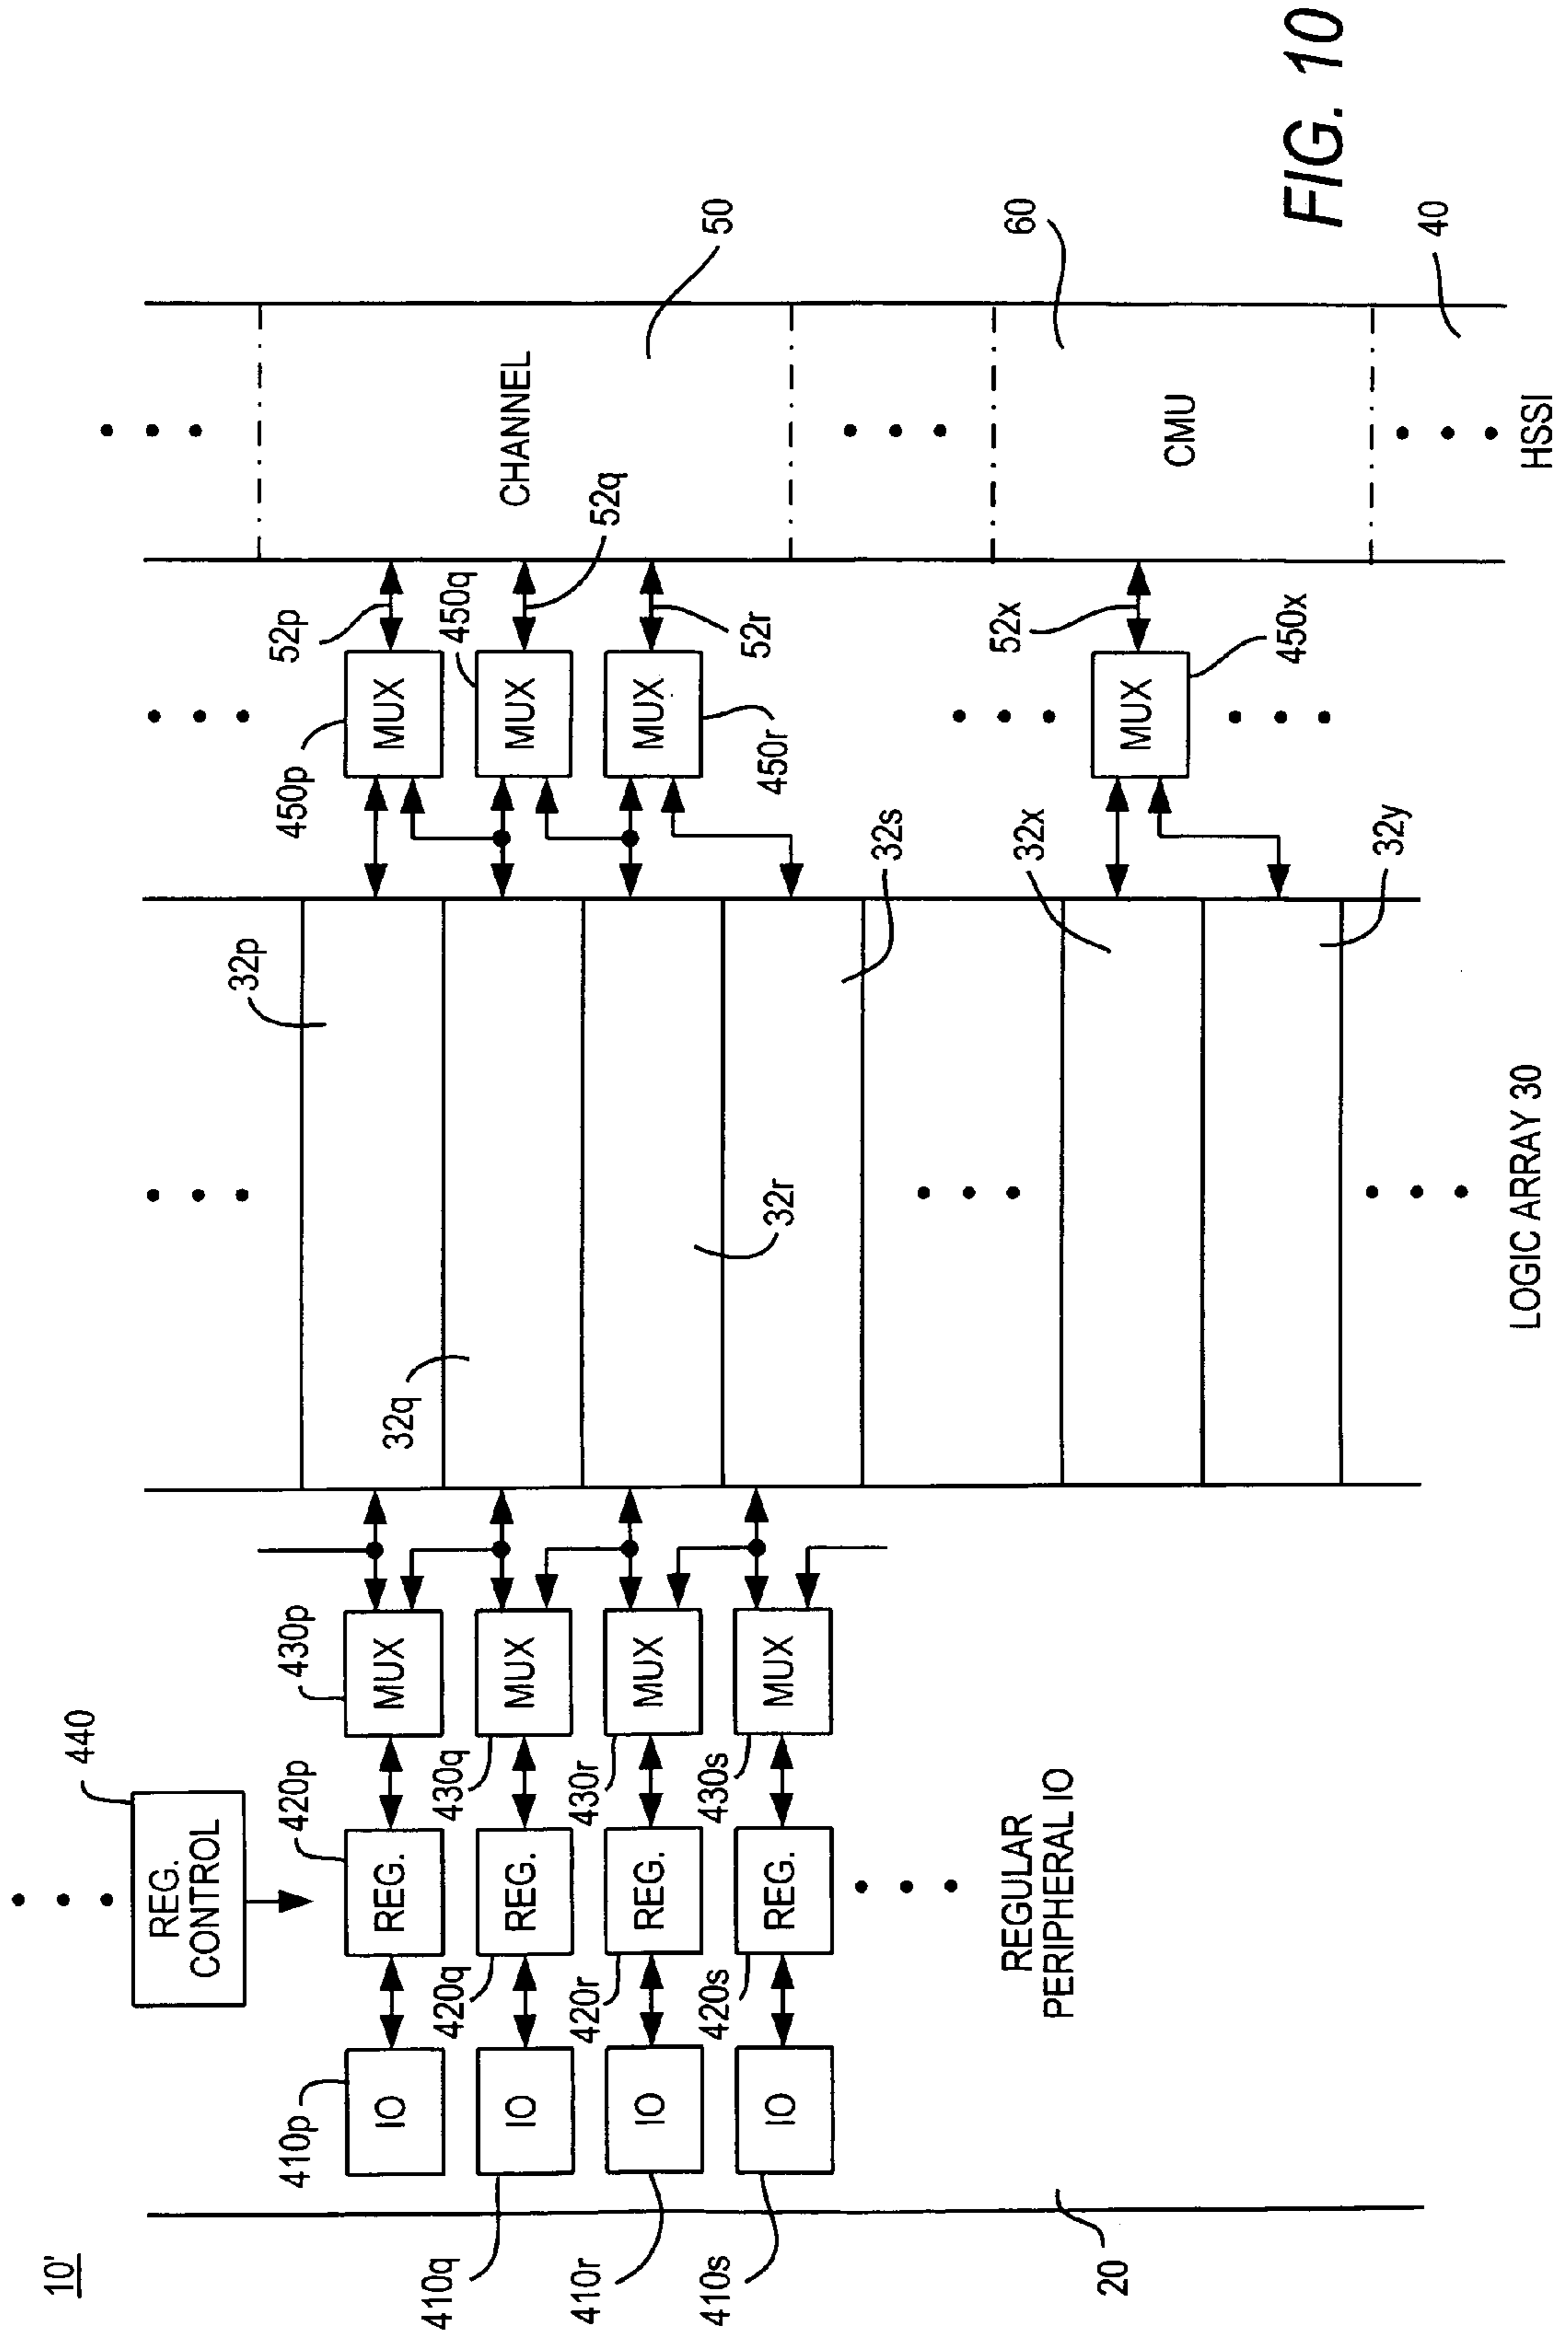 10'
440
REG.
CONTROL
410p
420p
430p
32p
450p
52p
IO
REG.
MUX
MUX
410q
420q
430q
32q
450q
52q
IO
REG.
MUX
MUX
CHANNEL
50
410r
420r
430r
32r
450r
52r
IO
REG.
MUX
MUX
410s
420s
430s
32s
IO
REG.
MUX
20
REGULAR
PERIPHERAL IO
32x
52x
60
MUX
CMU
450x
32y
LOGIC ARRAY 30
40
HSSI
FIG. 10